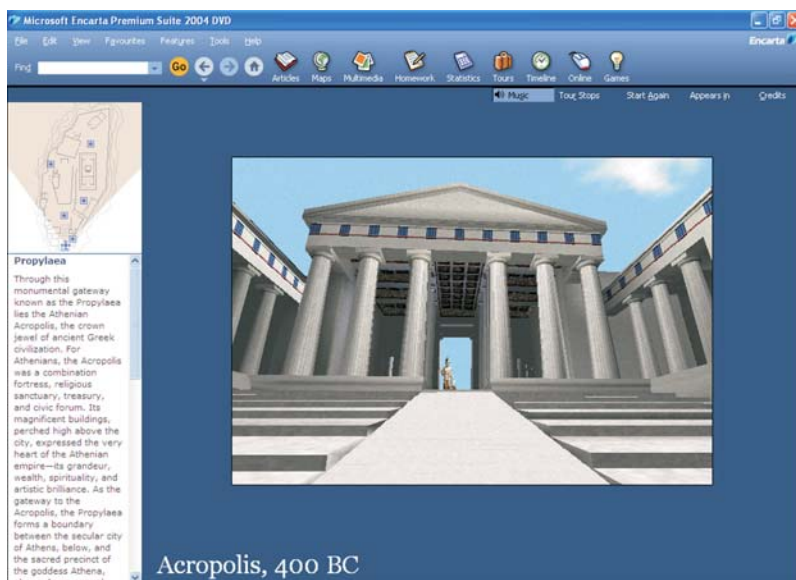 Microsoft Encarta Premium Suite 2004 DVD
File Edit View Favourites Features Tools Help
Encarta
Find Go
Articles Maps Multimedia Homework Statistics Tours Timeline Online Games
Music Tour Stops Start Again Appears in Credits
Propylaea
Through this
monumental gateway
known as the Propylaea
lies the Athenian
Acropolis, the crown
jewel of ancient Greek
civilization. For
Athenians, the Acropolis
was a combination
fortress, religious
sanctuary, treasury,
and civic forum. Its
magnificent buildings,
perched high above the
city, expressed the very
heart of the Athenian
empire—its grandeur,
wealth, spirituality, and
artistic brilliance. As the
gateway to the
Acropolis, the Propylaea
forms a boundary
between the secular city
of Athens, below, and
the sacred precinct of
the goddess Athena,
Acropolis, 400 BC